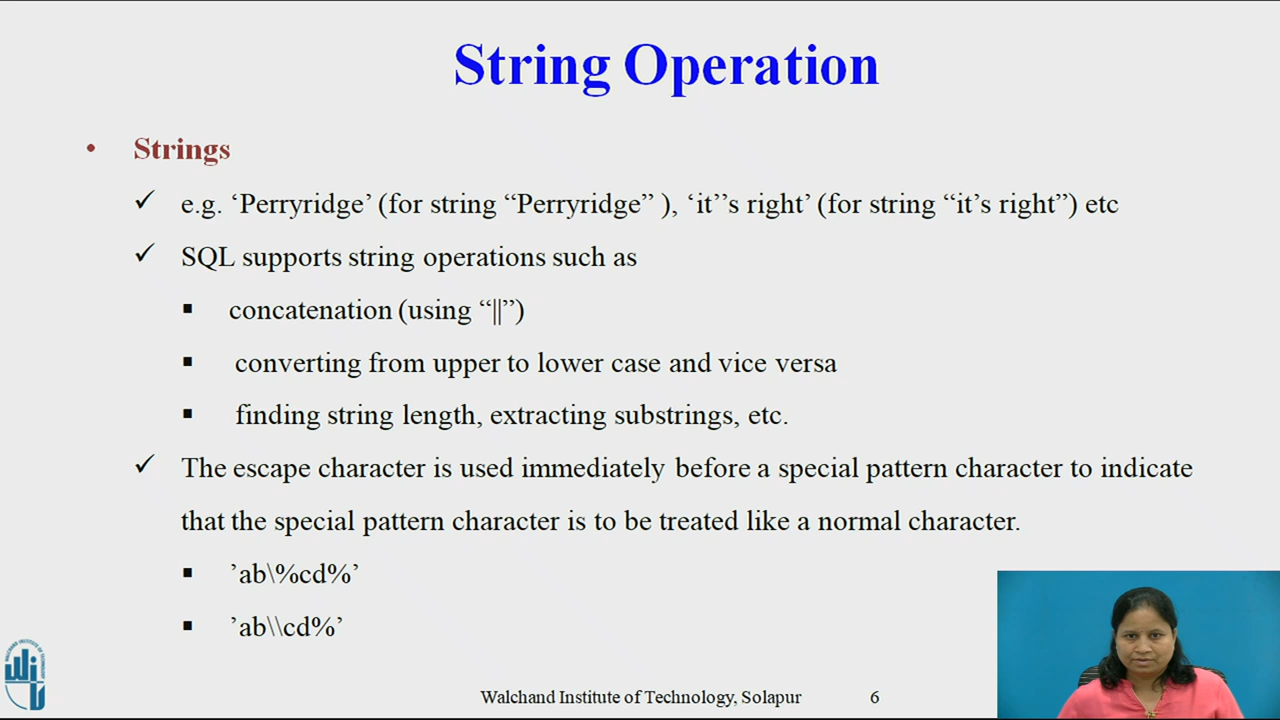 String Operation
• Strings
✓ e.g. ‘Perryridge’ (for string “Perryridge” ), ‘it’’s right’ (for string “it’s right”) etc
✓ SQL supports string operations such as
▪ concatenation (using “||”)
▪ converting from upper to lower case and vice versa
▪ finding string length, extracting substrings, etc.
✓ The escape character is used immediately before a special pattern character to indicate
that the special pattern character is to be treated like a normal character.
▪ ’ab\%cd%’
▪ ’ab\\cd%’
Walchand Institute of Technology, Solapur 6